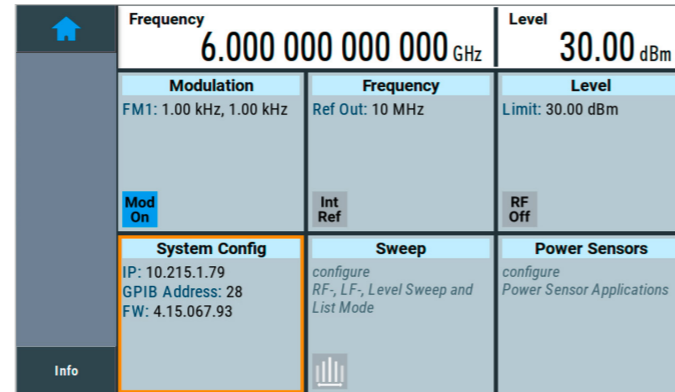 Frequency
6.000 000 000 000 GHz
Level
30.00 dBm
Modulation
FM1: 1.00 kHz, 1.00 kHz
Mod
On
Frequency
Ref Out: 10 MHz
Int
Ref
Level
Limit: 30.00 dBm
RF
Off
System Config
IP: 10.215.1.79
GPIB Address: 28
FW: 4.15.067.93
Sweep
configure
RF-, LF-, Level Sweep and
List Mode
Power Sensors
configure
Power Sensor Applications
Info